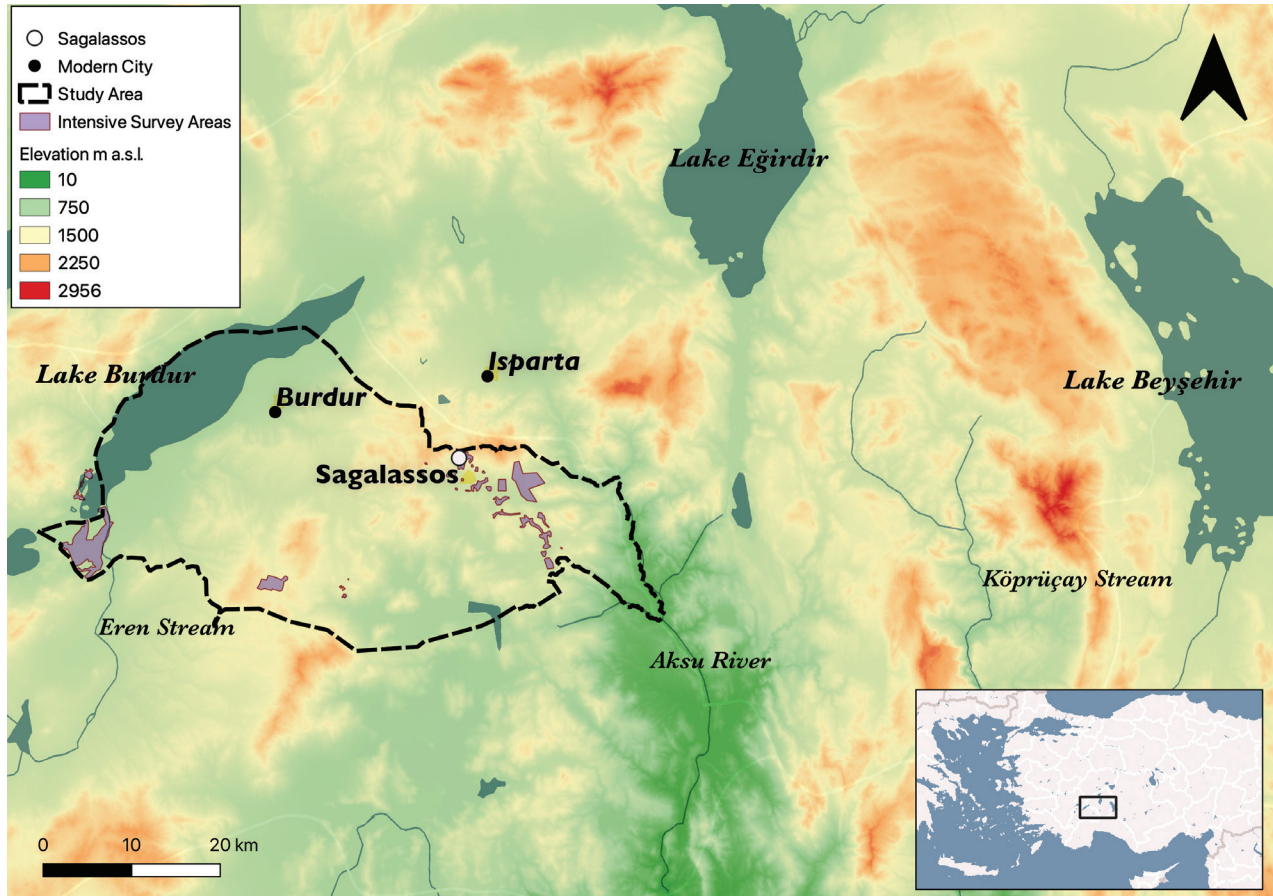 Sagalassos
Modern City
Study Area
Intensive Survey Areas
Elevation m a.s.l.
10
750
1500
2250
2956
Lake Eğirdir
Lake Burdur
Isparta
Burdur
Lake Beyşehir
Sagalassos
Köprüçay Stream
Eren Stream
Aksu River
0 10 20 km